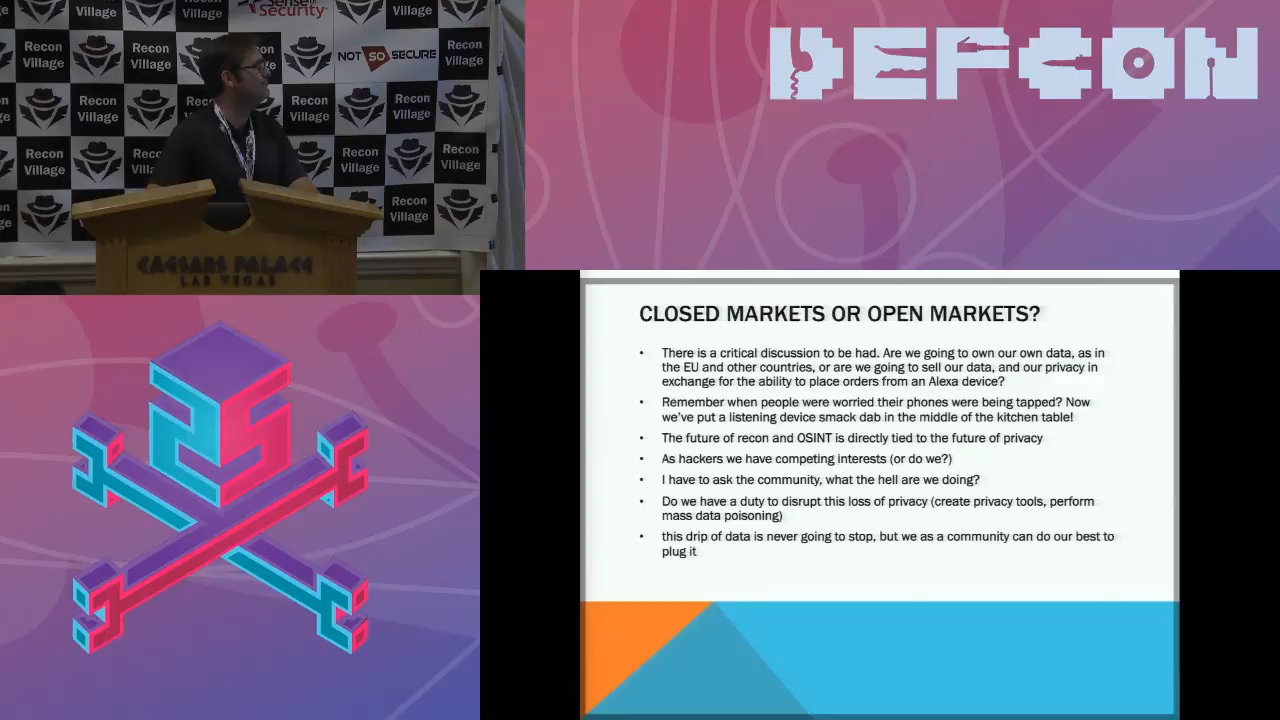 Village
Sense of
Security
Recon
Village
Recon
Village
NOT SO SECURE
Recon
Village
Recon
Village
Recon
Village
Recon
Village
Recon
Village
Recon
Village
Recon
Village
CAESARS PALACE
LAS VEGAS
DEFCON
CLOSED MARKETS OR OPEN MARKETS?
• There is a critical discussion to be had. Are we going to own our own data, as in
the EU and other countries, or are we going to sell our data, and our privacy in
exchange for the ability to place orders from an Alexa device?
• Remember when people were worried their phones were being tapped? Now
we've put a listening device smack dab in the middle of the kitchen table!
• The future of recon and OSINT is directly tied to the future of privacy
• As hackers we have competing interests (or do we?)
• I have to ask the community, what the hell are we doing?
• Do we have a duty to disrupt this loss of privacy (create privacy tools, perform
mass data poisoning)
• this drip of data is never going to stop, but we as a community can do our best to
plug it